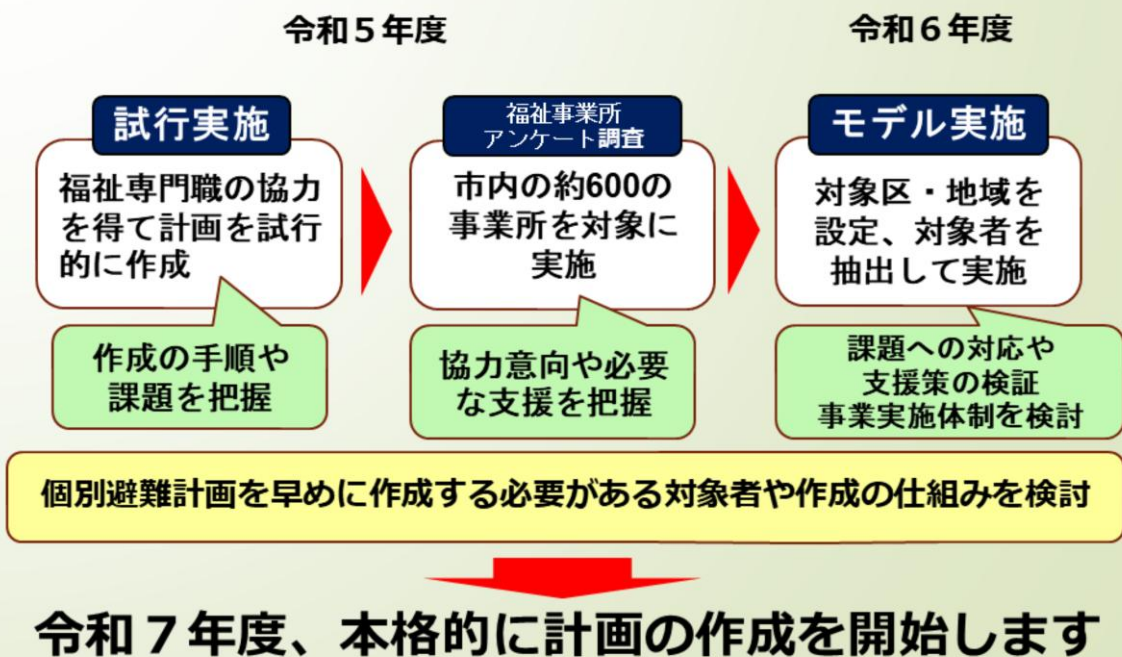 令和５年度
令和６年度
試行実施
福祉専門職の協力
を得て計画を試行
的に作成
作成の手順や
課題を把握
福祉事業所
アンケート調査
市内の約600の
事業所を対象に
実施
協力意向や必要
な支援を把握
モデル実施
対象区・地域を
設定、対象者を
抽出して実施
課題への対応や
支援策の検証
事業実施体制を検討
個別避難計画を早めに作成する必要がある対象者や作成の仕組みを検討
令和７年度、本格的に計画の作成を開始します